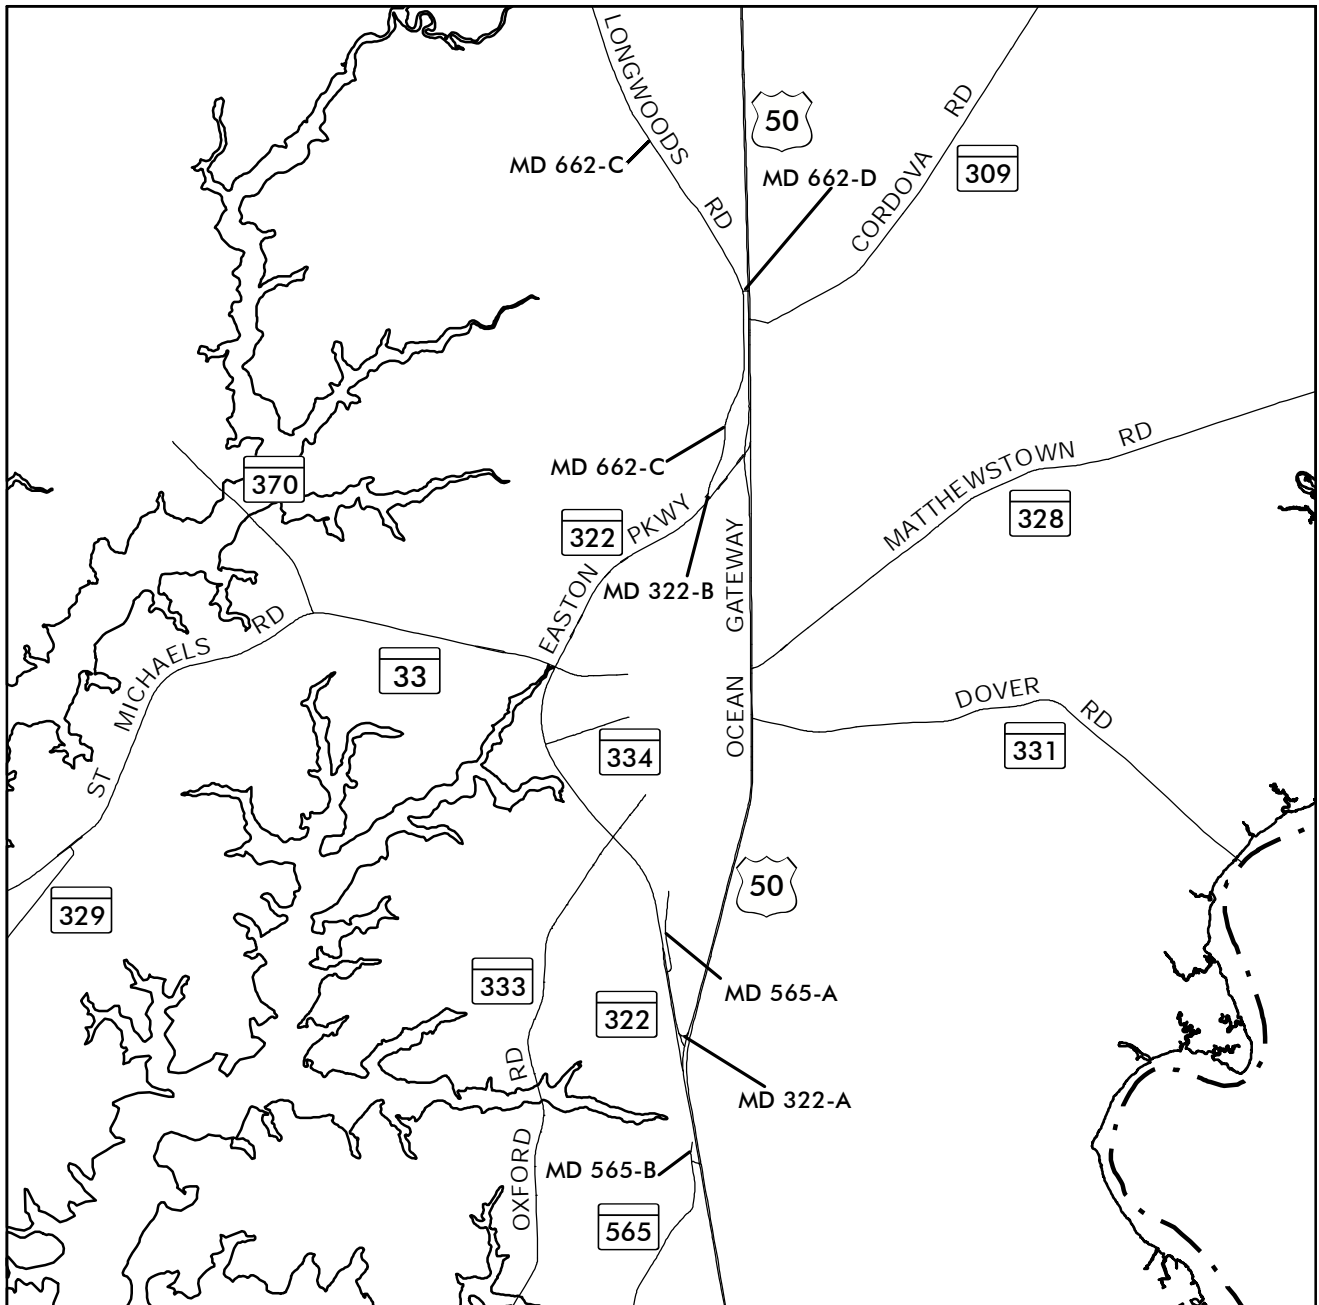 LONGWOODS RD
50
CORDOVA RD
MD 662-C
MD 662-D
309
MATTHEWSTOWN RD
MD 662-C
370
322
EASTON PKWY
328
MD 322-B
OCEAN GATEWAY
ST MICHAELS RD
33
DOVER RD
334
331
50
329
333
MD 565-A
322
OXFORD RD
MD 322-A
MD 565-B
565